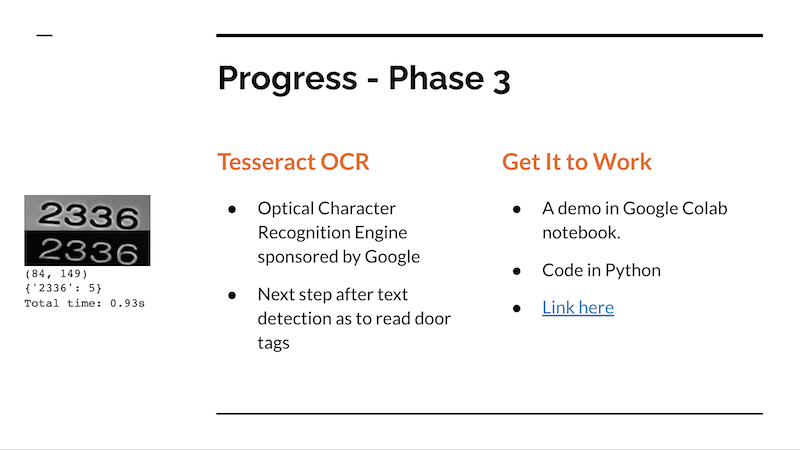 Progress - Phase 3
2336
2336
(84, 149)
{'2336': 5}
Total time: 0.93s
Tesseract OCR
● Optical Character
Recognition Engine
sponsored by Google
● Next step after text
detection as to read door
tags
Get It to Work
● A demo in Google Colab
notebook.
● Code in Python
● Link here